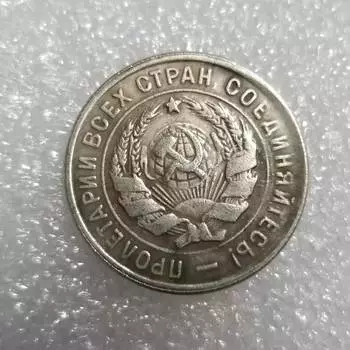 ПРОЛЕТАРИИ ВСЕХ СТРАН, СОЕДИНЯЙТЕСЬ! —